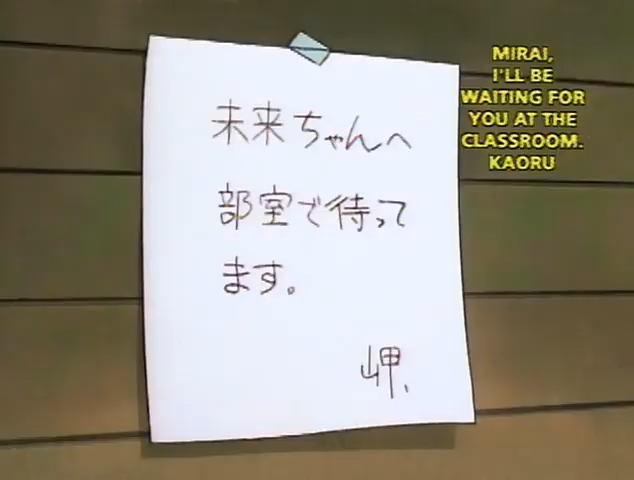 未来ちゃんへ
部室で待って
ます。
岬、
MIRAI,
I'LL BE
WAITING FOR
YOU AT THE
CLASSROOM.
KAORU